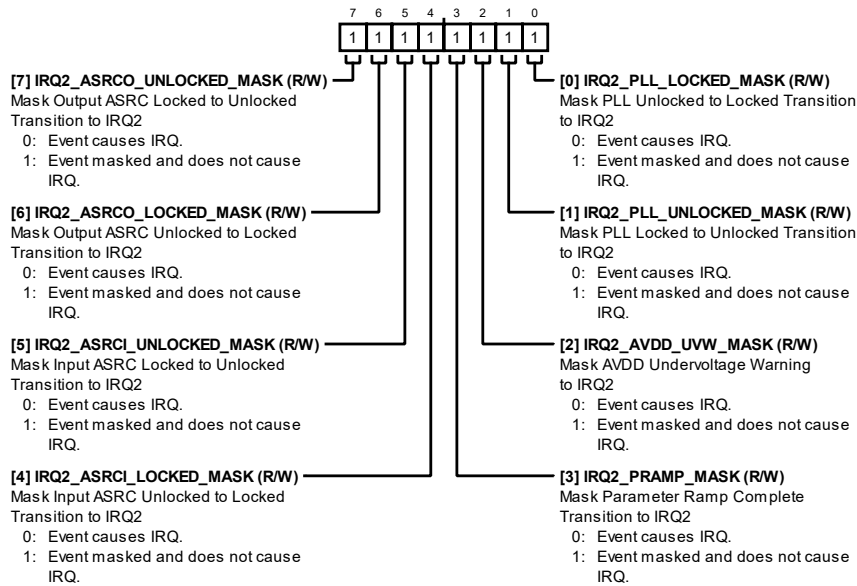 7 6 5 4 3 2 1 0
1 1 1 1 1 1 1 1
[7] IRQ2_ASRCO_UNLOCKED_MASK (R/W)
Mask Output ASRC Locked to Unlocked
Transition to IRQ2
0: Event causes IRQ.
1: Event masked and does not cause
IRQ.
[6] IRQ2_ASRCO_LOCKED_MASK (R/W)
Mask Output ASRC Unlocked to Locked
Transition to IRQ2
0: Event causes IRQ.
1: Event masked and does not cause
IRQ.
[5] IRQ2_ASRCI_UNLOCKED_MASK (R/W)
Mask Input ASRC Locked to Unlocked
Transition to IRQ2
0: Event causes IRQ.
1: Event masked and does not cause
IRQ.
[4] IRQ2_ASRCI_LOCKED_MASK (R/W)
Mask Input ASRC Unlocked to Locked
Transition to IRQ2
0: Event causes IRQ.
1: Event masked and does not cause
IRQ.
[0] IRQ2_PLL_LOCKED_MASK (R/W)
Mask PLL Unlocked to Locked Transition
to IRQ2
0: Event causes IRQ.
1: Event masked and does not cause
IRQ.
[1] IRQ2_PLL_UNLOCKED_MASK (R/W)
Mask PLL Locked to Unlocked Transition
to IRQ2
0: Event causes IRQ.
1: Event masked and does not cause
IRQ.
[2] IRQ2_AVDD_UVW_MASK (R/W)
Mask AVDD Undervoltage Warning
to IRQ2
0: Event causes IRQ.
1: Event masked and does not cause
IRQ.
[3] IRQ2_PRAMP_MASK (R/W)
Mask Parameter Ramp Complete
Transition to IRQ2
0: Event causes IRQ.
1: Event masked and does not cause
IRQ.